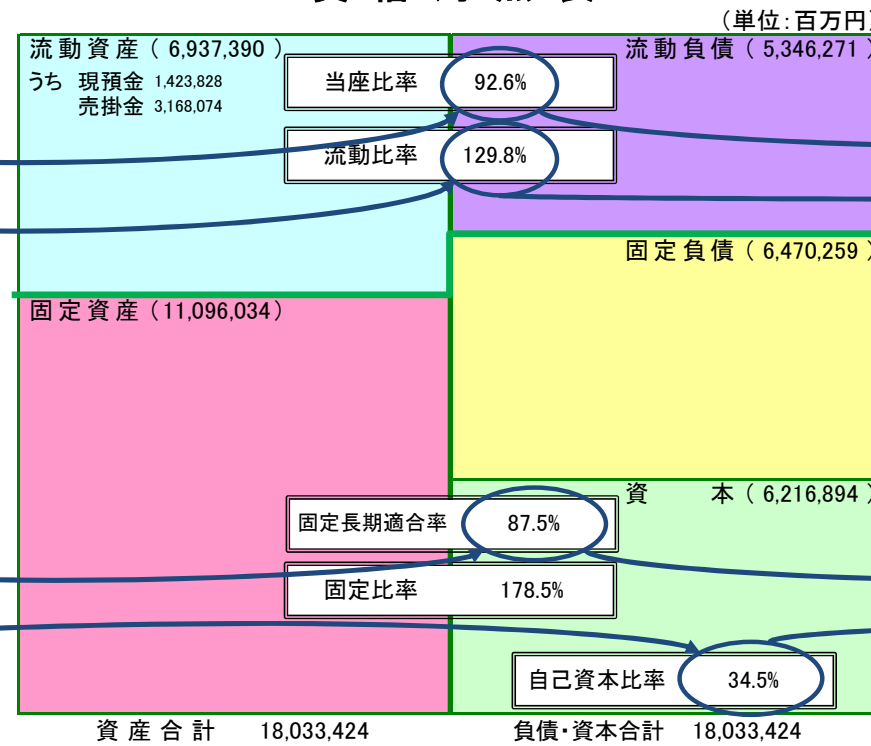 (単位:百万円)
流動資産(6,937,390)
うち 現預金 1,423,828
売掛金 3,168,074
流動負債(5,346,271)
当座比率 92.6%
流動比率 129.8%
固定負債(6,470,259)
固定資産(11,096,034)
資 本(6,216,894)
固定長期適合率 87.5%
固定比率 178.5%
自己資本比率 34.5%
資産合計 18,033,424
負債・資本合計 18,033,424